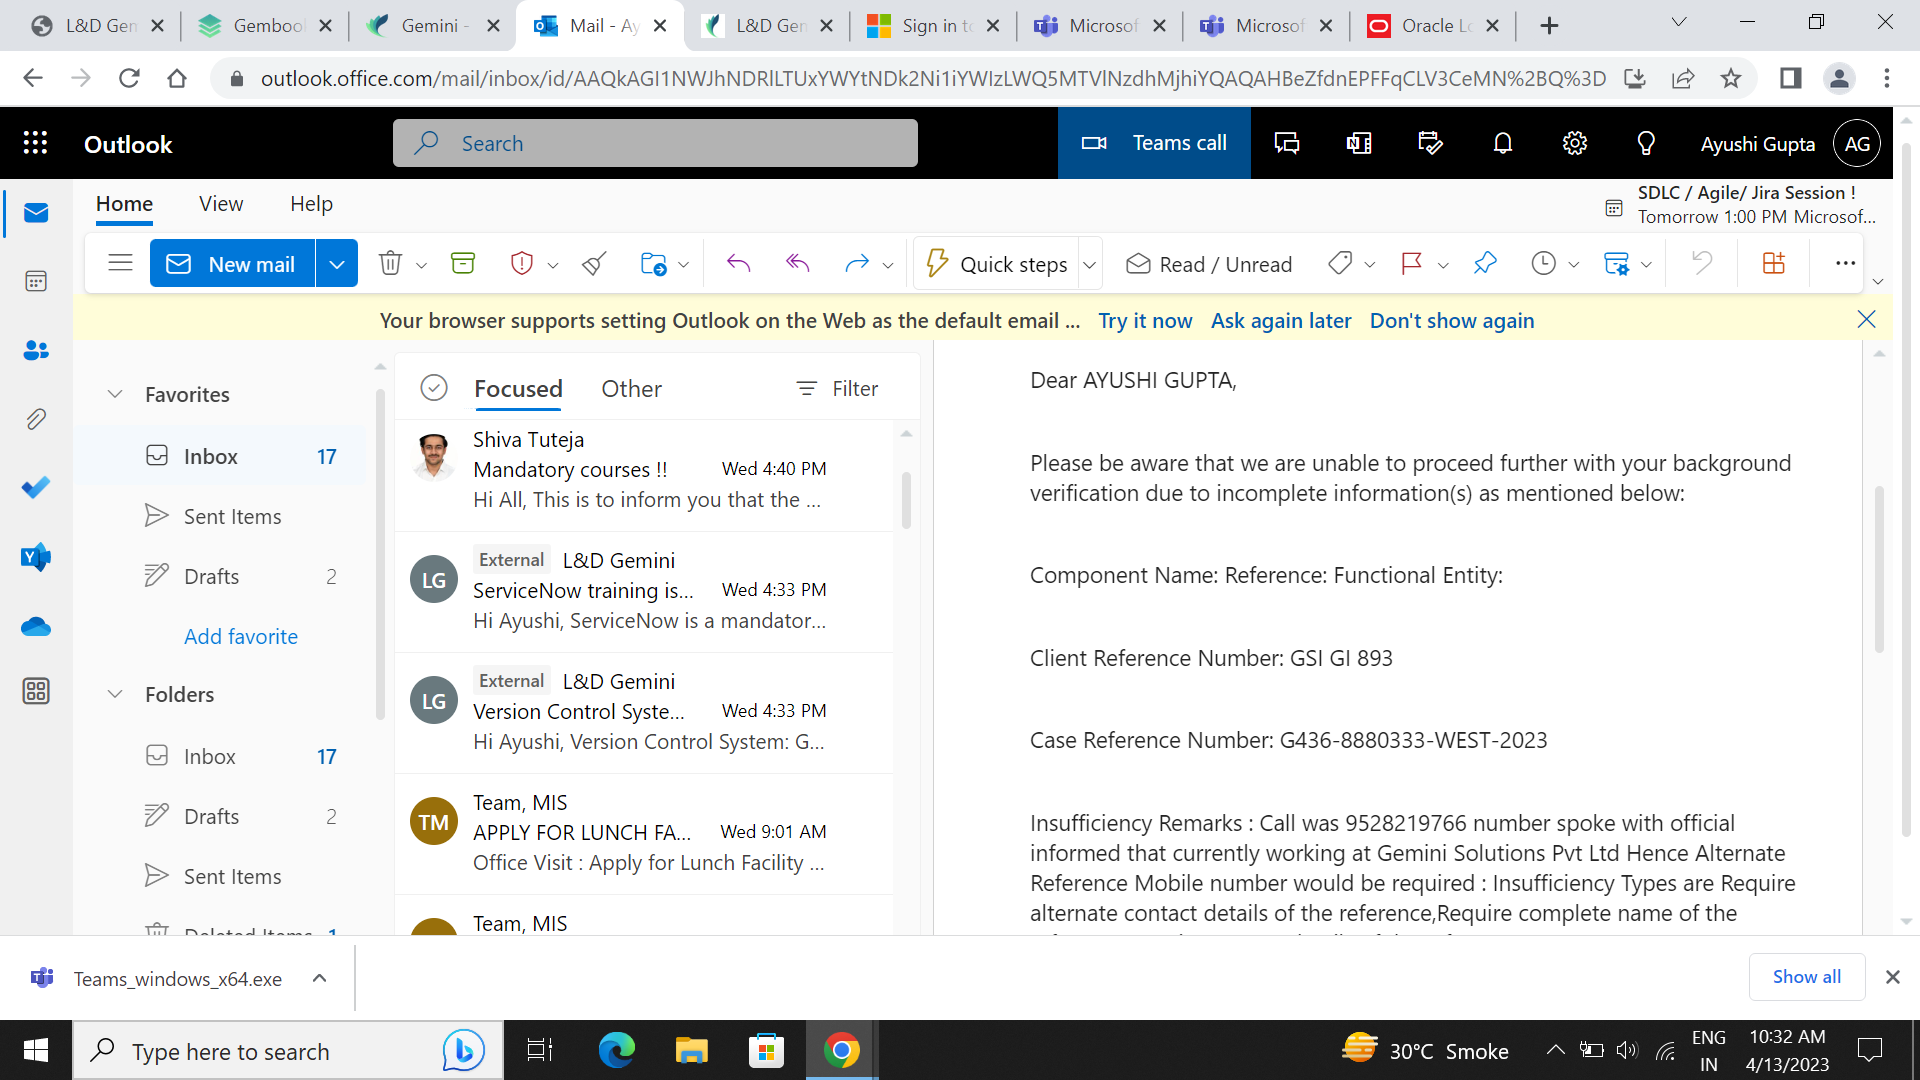 L&D Gen
Gembool
Gemini -
Mail - Ay
L&D Gen
Sign in to
Microsof
Microsof
Oracle Lo
outlook.office.com/mail/inbox/id/
Outlook
Search
Teams call
Ayushi Gupta
AG
Home
View
Help
SDLC / Agile/ Jira Session !
Tomorrow 1:00 PM Microsof...
New mail
Quick steps
Read / Unread
Your browser supports setting Outlook on the Web as the default email ...
Try it now
Ask again later
Don't show again
Favorites
Inbox 17
Sent Items
Drafts 2
Add favorite
Folders
Inbox 17
Drafts 2
Sent Items
Deleted Items 1
Focused
Other
Filter
Shiva Tuteja
Mandatory courses !! Wed 4:40 PM
Hi All, This is to inform you that the ...
LG
External L&D Gemini
ServiceNow training is... Wed 4:33 PM
Hi Ayushi, ServiceNow is a mandator...
LG
External L&D Gemini
Version Control Syste... Wed 4:33 PM
Hi Ayushi, Version Control System: G...
TM
Team, MIS
APPLY FOR LUNCH FA... Wed 9:01 AM
Office Visit : Apply for Lunch Facility ...
Team, MIS
Dear AYUSHI GUPTA,
Please be aware that we are unable to proceed further with your background
verification due to incomplete information(s) as mentioned below:
Component Name: Reference: Functional Entity:
Client Reference Number: GSI GI 893
Case Reference Number: G436-8880333-WEST-2023
Insufficiency Remarks : Call was 9528219766 number spoke with official
informed that currently working at Gemini Solutions Pvt Ltd Hence Alternate
Reference Mobile number would be required : Insufficiency Types are Require
alternate contact details of the reference,Require complete name of the
Teams_windows_x64.exe
Show all
Type here to search
30°C Smoke
ENG
IN
10:32 AM
4/13/2023